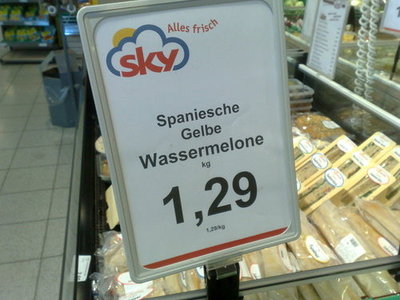 Alles frisch
sky
Spaniesche
Gelbe
Wassermelone
kg
1,29
1,29/kg